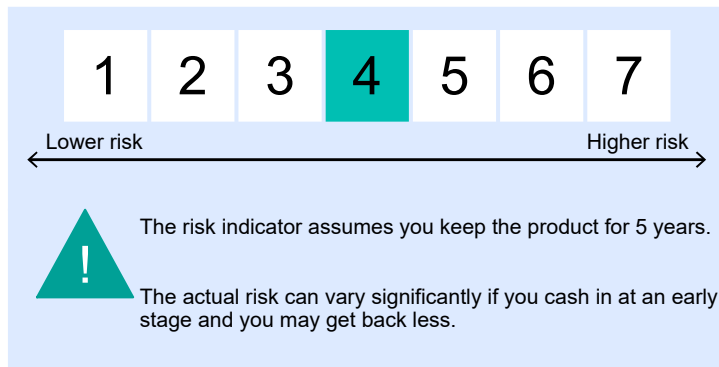 1 2 3 4 5 6 7
Lower risk Higher risk
!
The risk indicator assumes you keep the product for 5 years.
The actual risk can vary significantly if you cash in at an early
stage and you may get back less.